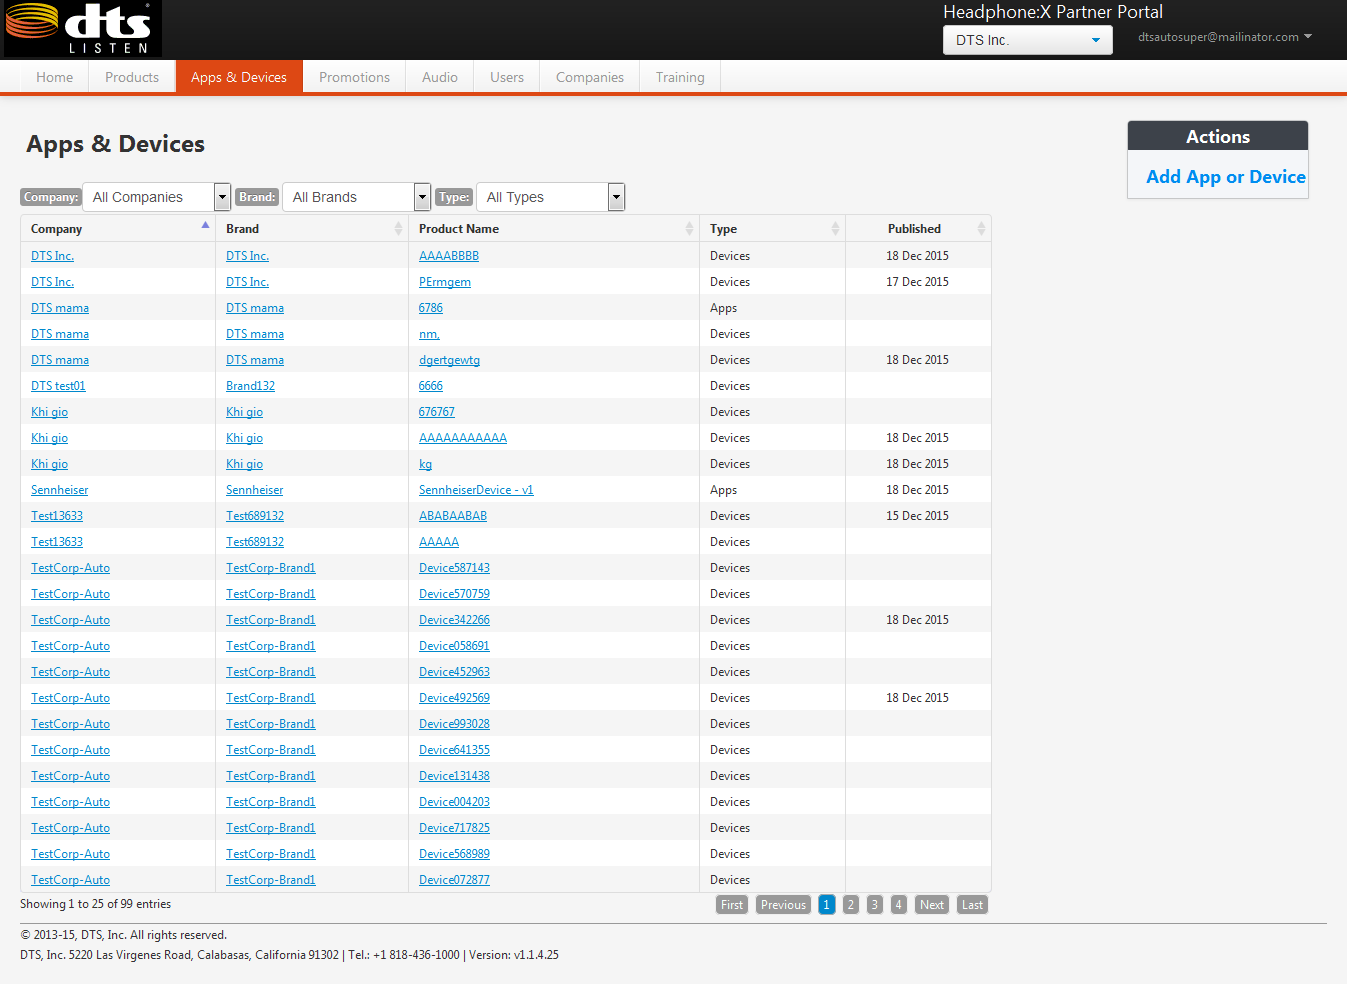 dts
LISTEN
Headphone:X Partner Portal
DTS Inc.
dtsautosuper@mailinator.com
Home Products Apps & Devices Promotions Audio Users Companies Training
Apps & Devices
Actions
Add App or Device
Company: All Companies Brand: All Brands Type: All Types
Company Brand Product Name Type Published
DTS Inc. DTS Inc. AAAABBBB Devices 18 Dec 2015
DTS Inc. DTS Inc. PErmgem Devices 17 Dec 2015
DTS mama DTS mama 6786 Apps
DTS mama DTS mama nm, Devices
DTS mama DTS mama dgertgewtg Devices 18 Dec 2015
DTS test01 Brand132 6666 Devices
Khi gio Khi gio 676767 Devices
Khi gio Khi gio AAAAAAAAAAA Devices 18 Dec 2015
Khi gio Khi gio kg Devices 18 Dec 2015
Sennheiser Sennheiser SennheiserDevice - v1 Apps 18 Dec 2015
Test13633 Test689132 ABABAABAB Devices 15 Dec 2015
Test13633 Test689132 AAAAA Devices
TestCorp-Auto TestCorp-Brand1 Device587143 Devices
TestCorp-Auto TestCorp-Brand1 Device570759 Devices
TestCorp-Auto TestCorp-Brand1 Device342266 Devices 18 Dec 2015
TestCorp-Auto TestCorp-Brand1 Device058691 Devices
TestCorp-Auto TestCorp-Brand1 Device452963 Devices
TestCorp-Auto TestCorp-Brand1 Device492569 Devices 18 Dec 2015
TestCorp-Auto TestCorp-Brand1 Device993028 Devices
TestCorp-Auto TestCorp-Brand1 Device641355 Devices
TestCorp-Auto TestCorp-Brand1 Device131438 Devices
TestCorp-Auto TestCorp-Brand1 Device004203 Devices
TestCorp-Auto TestCorp-Brand1 Device717825 Devices
TestCorp-Auto TestCorp-Brand1 Device568989 Devices
TestCorp-Auto TestCorp-Brand1 Device072877 Devices
Showing 1 to 25 of 99 entries First Previous 1 2 3 4 Next Last
© 2013-15, DTS, Inc. All rights reserved.
DTS, Inc. 5220 Las Virgenes Road, Calabasas, California 91302 | Tel.: +1 818-436-1000 | Version: v1.1.4.25